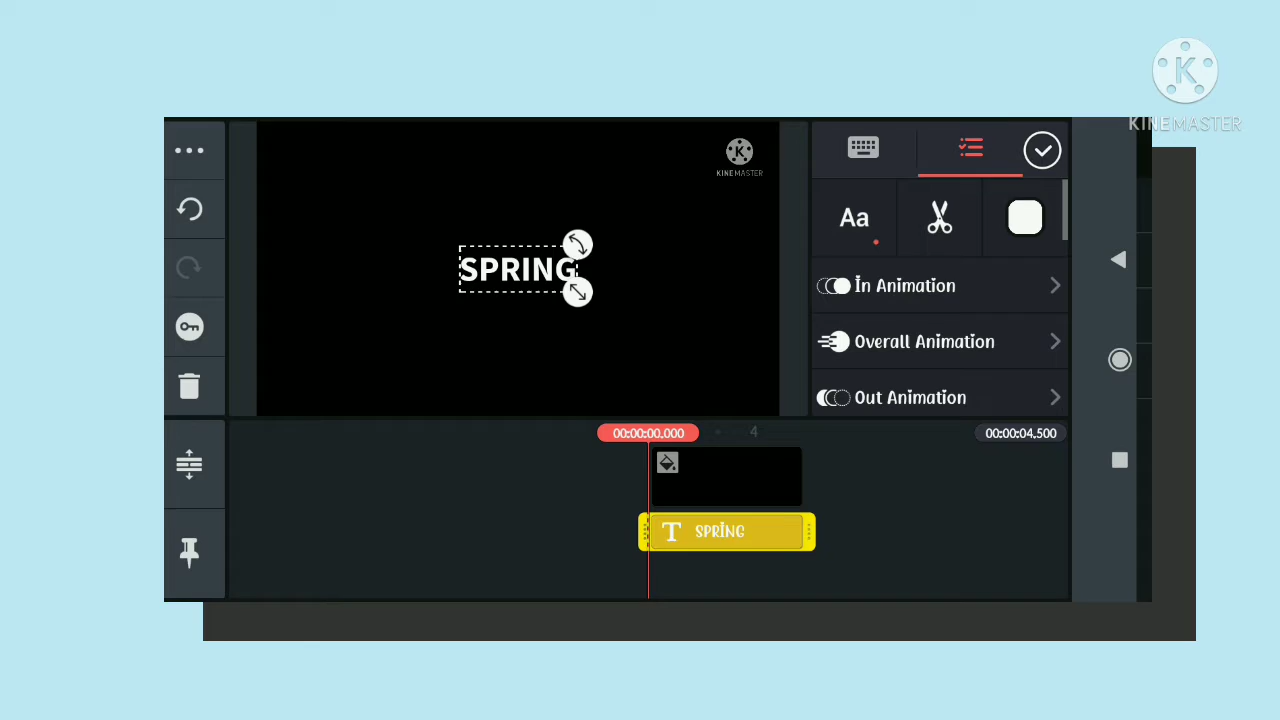 KINEMASTER
KINEMASTER
SPRING
Aa
İn Animation
Overall Animation
Out Animation
00:00:00.000
4
00:00:04.500
T SPRİNG